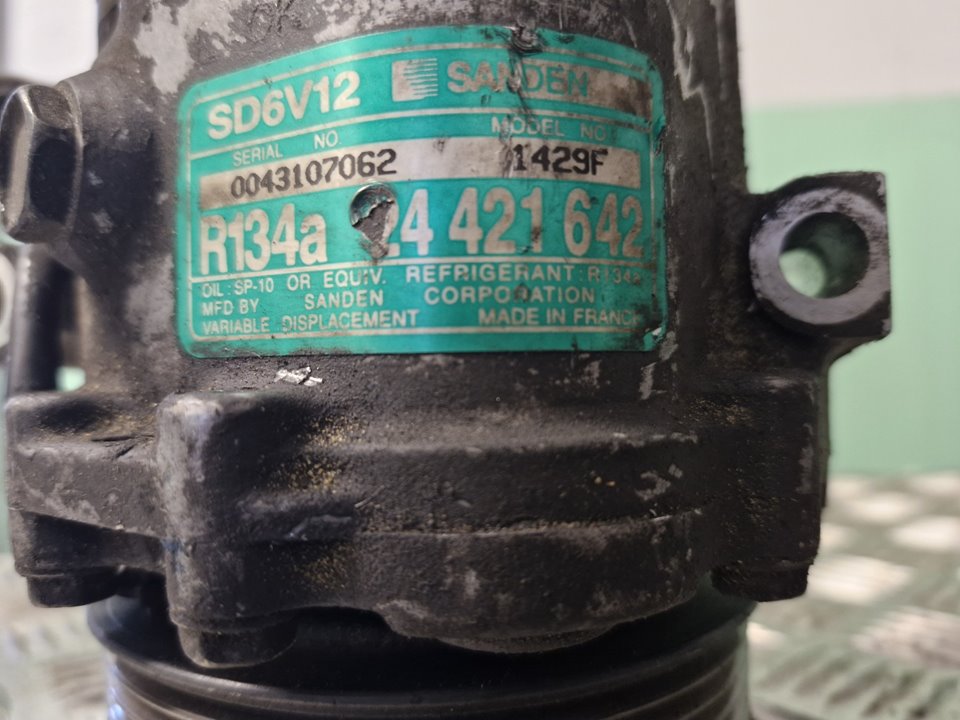 SD6V12 SANDEN
SERIAL NO. MODEL NO.
0043107062 1429F
R134a 24 421 642
OIL : SP-10 OR EQUIV. REFRIGERANT : R134a
MFD BY SANDEN CORPORATION
VARIABLE DISPLACEMENT MADE IN FRANCE